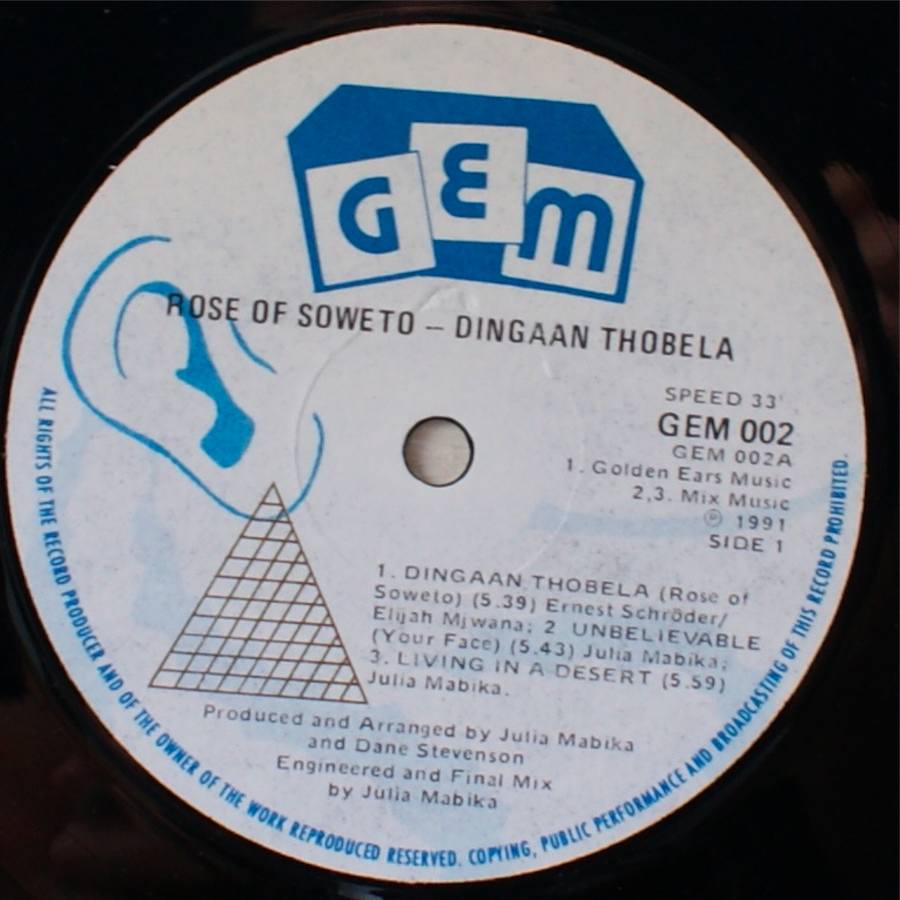 GEM
ROSE OF SOWETO – DINGAAN THOBELA
SPEED 33
GEM 002
GEM 002A
1. Golden Ears Music
2,3. Mix Music
℗ 1991
SIDE 1
1. DINGAAN THOBELA (Rose of
Soweto) (5.39) Ernest Schröder/
Elijah Mjwana; 2 UNBELIEVABLE
(Your Face) (5.43) Julia Mabika;
3. LIVING IN A DESERT (5.59)
Julia Mabika.
Produced and Arranged by Julia Mabika
and Dane Stevenson
Engineered and Final Mix
by Julia Mabika
ALL RIGHTS OF THE RECORD PRODUCER AND OF THE OWNER OF THE WORK REPRODUCED RESERVED. COPYING, PUBLIC PERFORMANCE AND BROADCASTING OF THIS RECORD PROHIBITED.